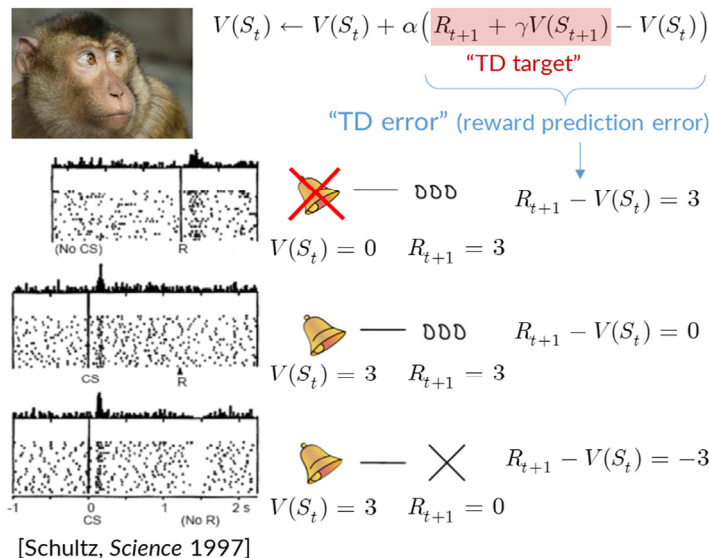 V(S_t) ← V(S_t) + α(R_{t+1} + γV(S_{t+1}) − V(S_t))
“TD target”
“TD error” (reward prediction error)
R_{t+1} − V(S_t) = 3
(No CS) R
V(S_t) = 0 R_{t+1} = 3
R_{t+1} − V(S_t) = 0
CS R
V(S_t) = 3 R_{t+1} = 3
R_{t+1} − V(S_t) = −3
-1 0 1 2 s
CS (No R)
V(S_t) = 3 R_{t+1} = 0
[Schultz, Science 1997]